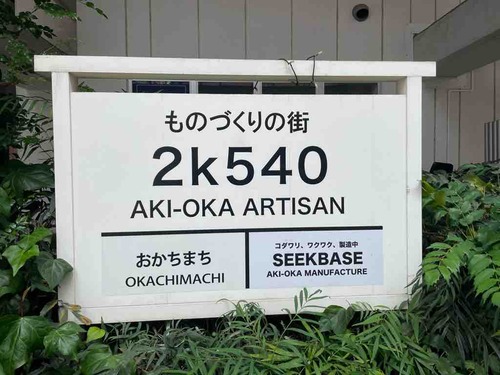 ものづくりの街
2k540
AKI-OKA ARTISAN
おかちまち
OKACHIMACHI
コダワリ、ワクワク、製造中
SEEKBASE
AKI-OKA MANUFACTURE